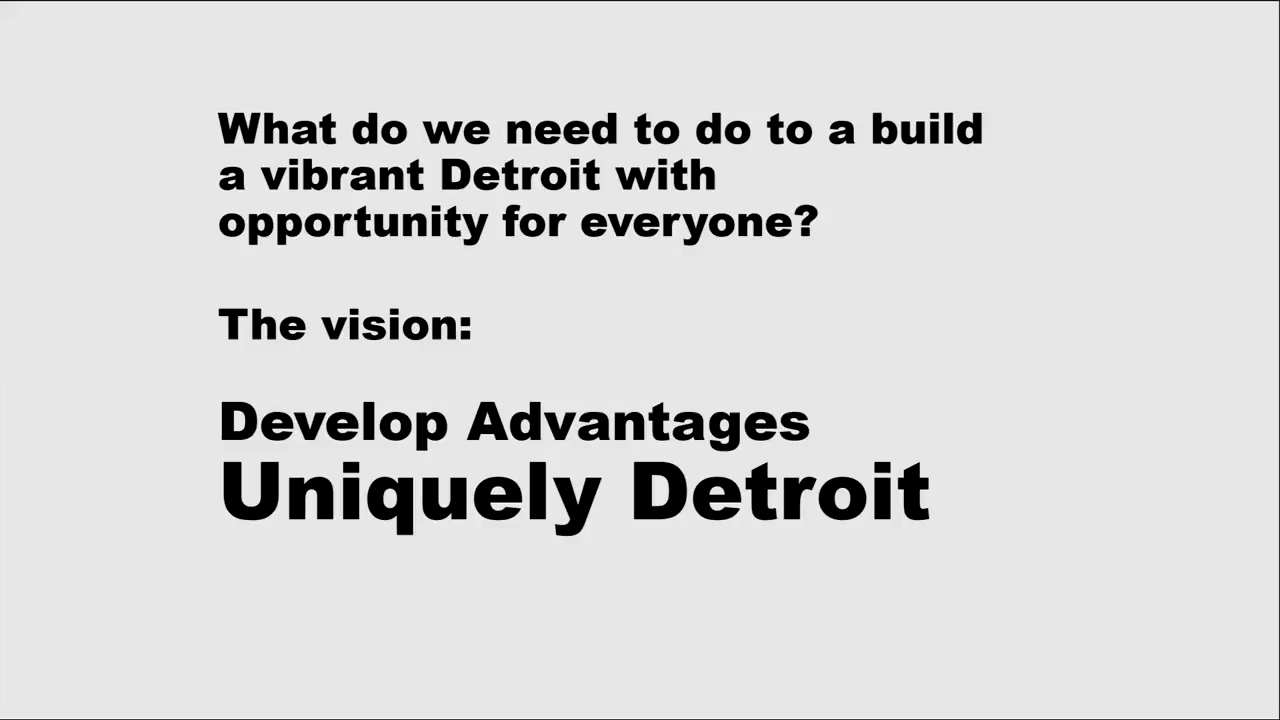 What do we need to do to a build
a vibrant Detroit with
opportunity for everyone?
The vision:
Develop Advantages
Uniquely Detroit